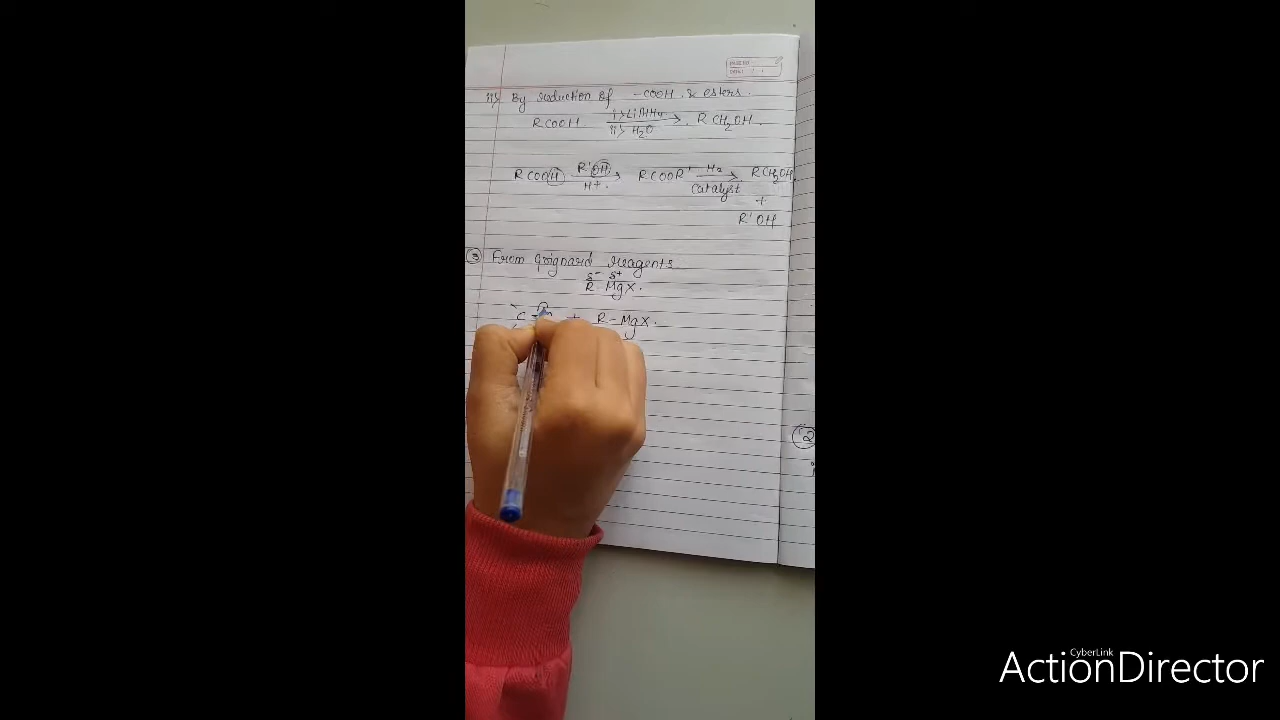 ii> By reduction of -COOH & esters.
RCOOH i> LiAlH4 ii> H2O → RCH2OH.
RCOOH R'OH H+. → RCOOR' H2 Catalyst → RCH2OH
+
R'OH
③ From Grignard reagents
δ- δ+
R MgX.
C + R-MgX.
2
CyberLink
ActionDirector